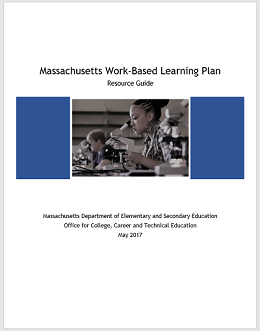 Massachusetts Work-Based Learning Plan
Resource Guide
Massachusetts Department of Elementary and Secondary Education
Office for College, Career and Technical Education
May 2017